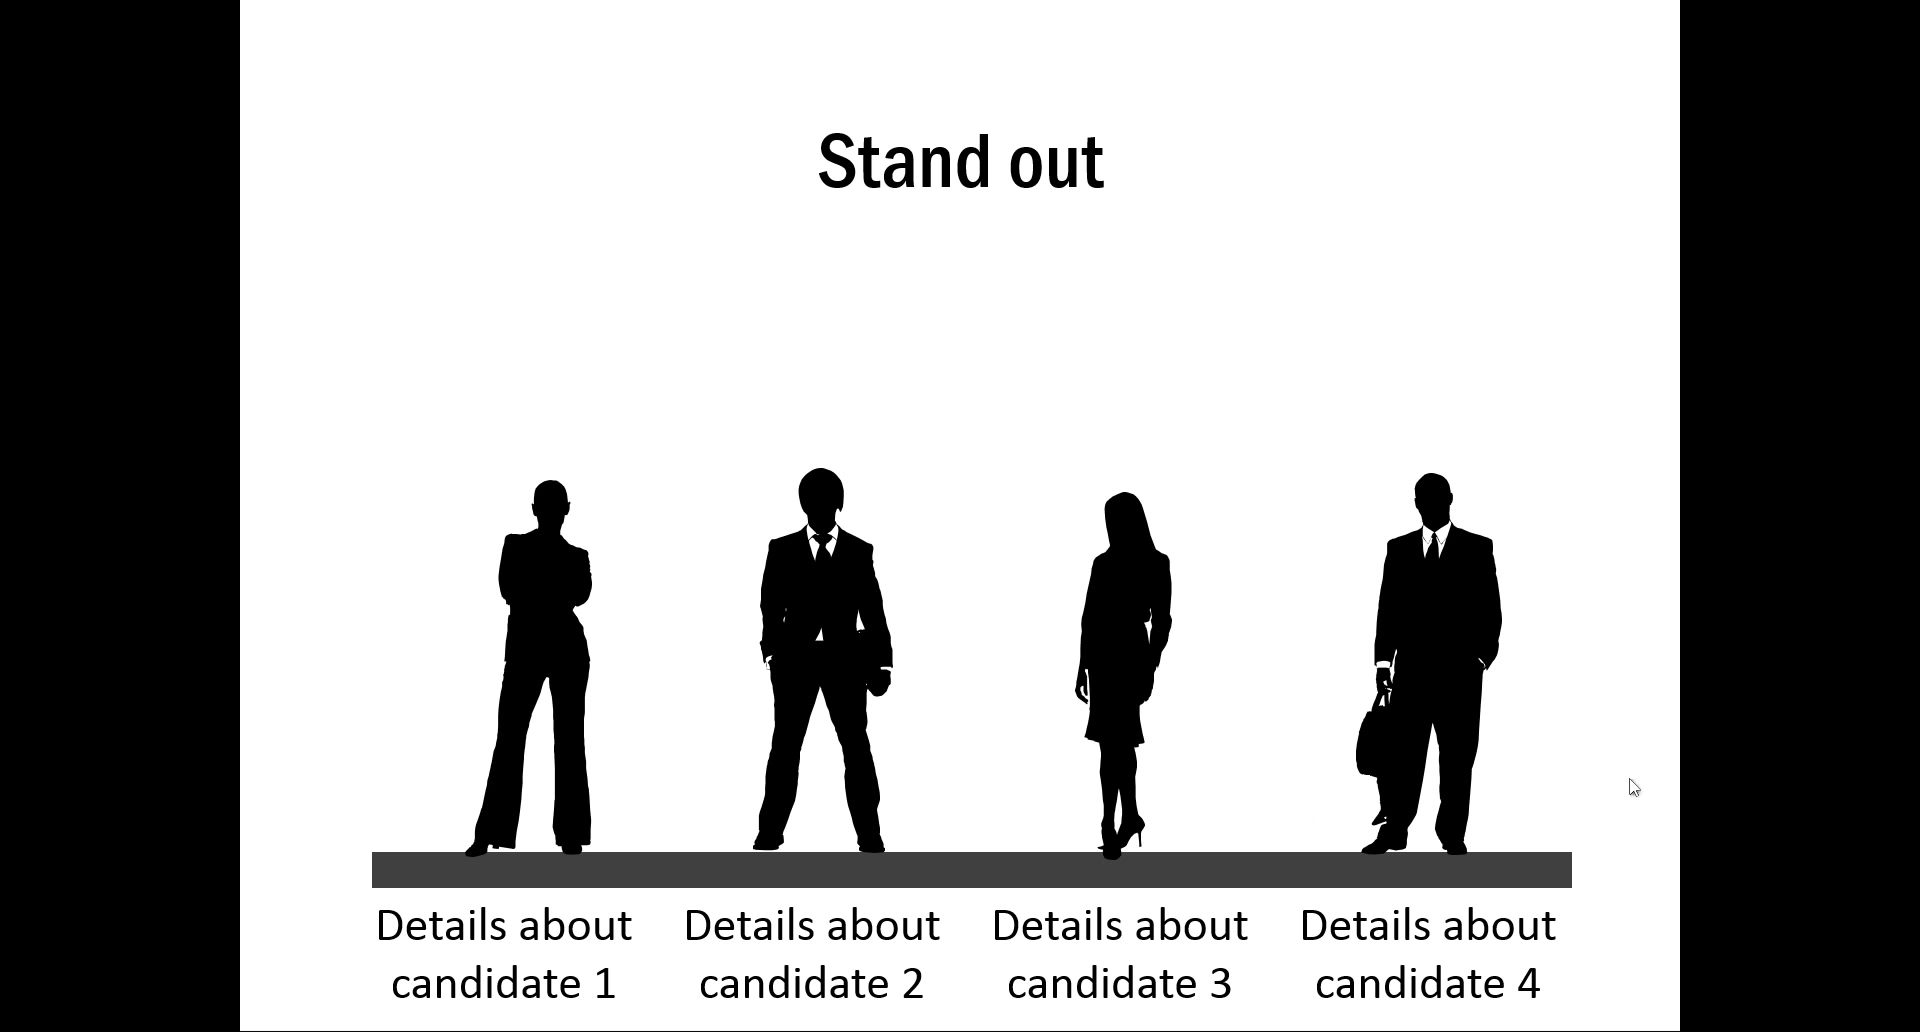 Stand out
Details about
candidate 1
Details about
candidate 2
Details about
candidate 3
Details about
candidate 4